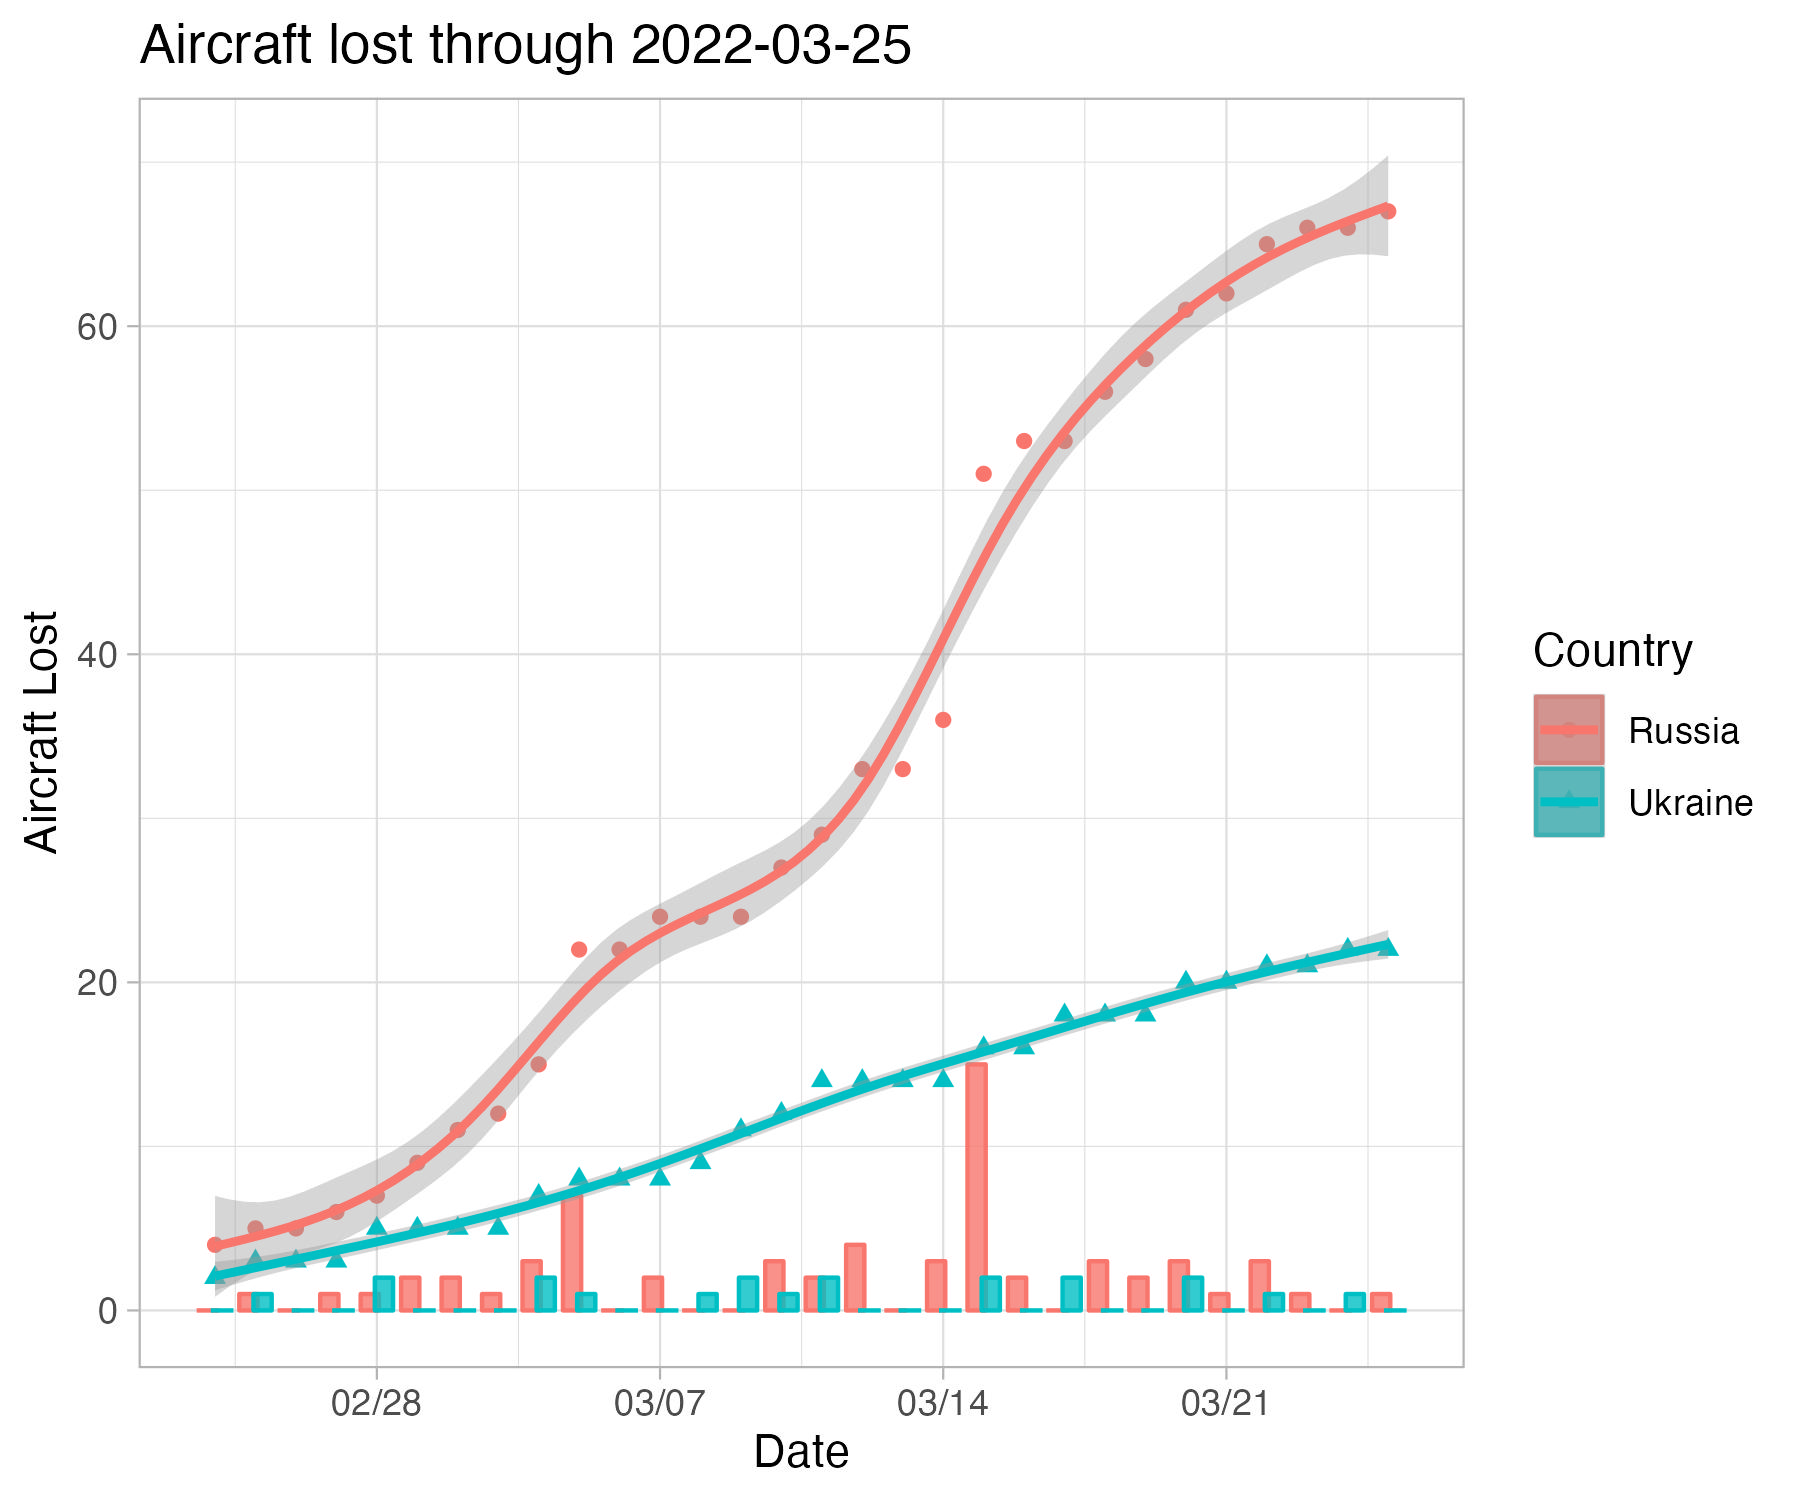 Aircraft lost through 2022-03-25
Aircraft Lost
60
40
20
0
02/28 03/07 03/14 03/21
Date
Country
Russia
Ukraine